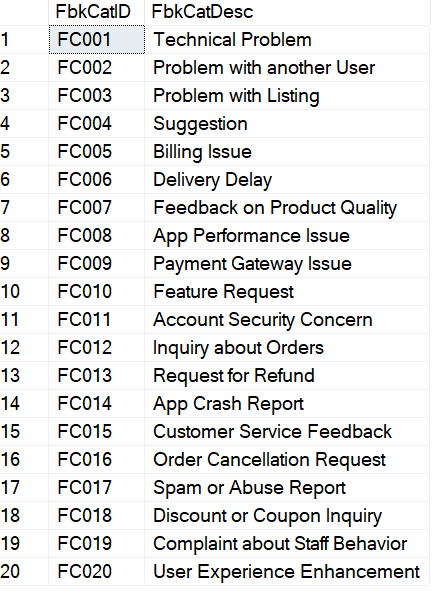 FbkCatID FbkCatDesc
1 FC001 Technical Problem
2 FC002 Problem with another User
3 FC003 Problem with Listing
4 FC004 Suggestion
5 FC005 Billing Issue
6 FC006 Delivery Delay
7 FC007 Feedback on Product Quality
8 FC008 App Performance Issue
9 FC009 Payment Gateway Issue
10 FC010 Feature Request
11 FC011 Account Security Concern
12 FC012 Inquiry about Orders
13 FC013 Request for Refund
14 FC014 App Crash Report
15 FC015 Customer Service Feedback
16 FC016 Order Cancellation Request
17 FC017 Spam or Abuse Report
18 FC018 Discount or Coupon Inquiry
19 FC019 Complaint about Staff Behavior
20 FC020 User Experience Enhancement